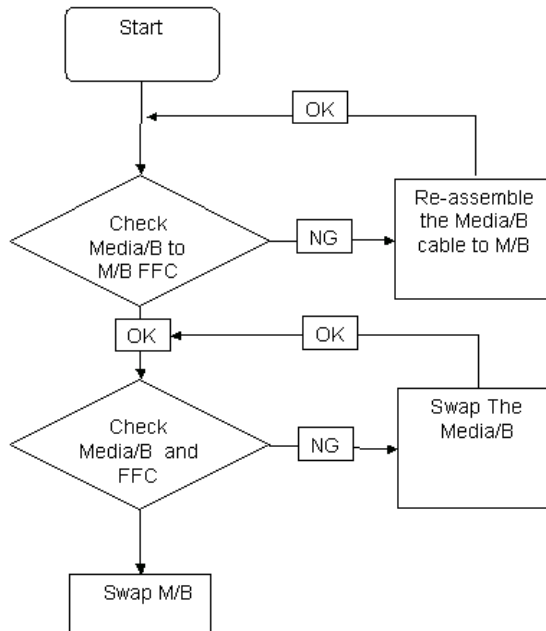 Start
OK
Check
Media/B to
M/B FFC
NG
Re-assemble
the Media/B
cable to M/B
OK
OK
Check
Media/B and
FFC
NG
Swap The
Media/B
Swap M/B